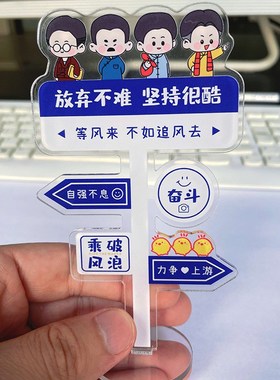 放弃不难 坚持很酷
等风来 不如追风去
自强不息
奋斗
乘破
风浪
力争❤上游